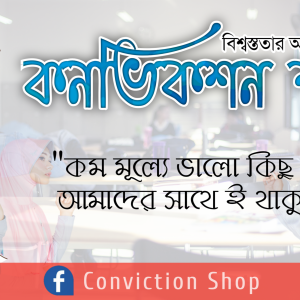 বিশ্বস্ততার
কনভিকশন
"কম মূল্যে ভালো কিছু
আমাদের সাথে ই থাকু
f Conviction Shop